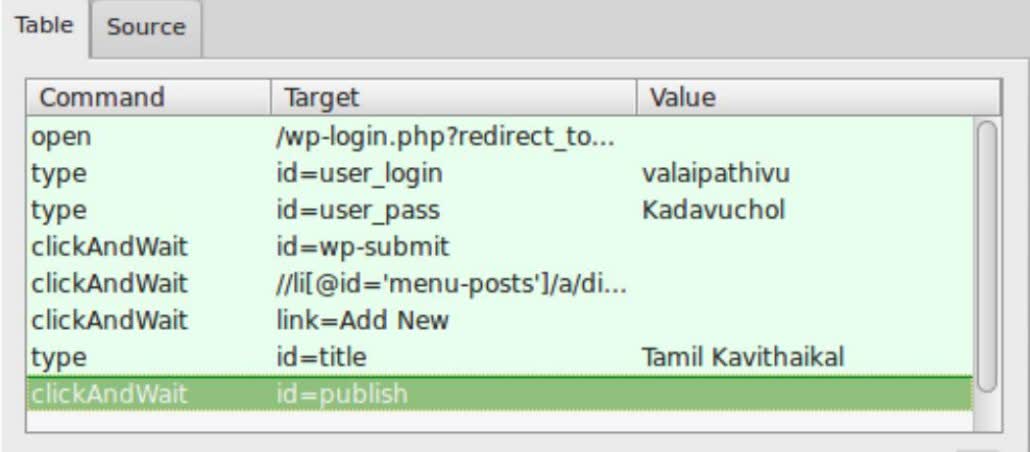 Table Source
Command Target Value
open /wp-login.php?redirect_to...
type id=user_login valaipathivu
type id=user_pass Kadavuchol
clickAndWait id=wp-submit
clickAndWait //li[@id='menu-posts']/a/di...
clickAndWait link=Add New
type id=title Tamil Kavithaikal
clickAndWait id=publish